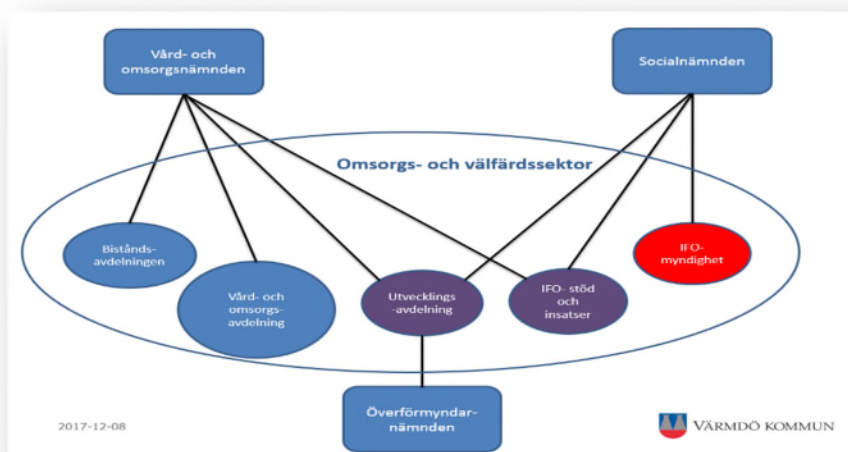 Vård- och
omsorgsnämnden
Socialnämnden
Omsorgs- och välfärdssektor
Bistånds-
avdelningen
Vård- och
omsorgs-
avdelning
Utvecklings
-avdelning
IFO- stöd
och
insatser
IFO-
myndighet
Överförmyndar-
nämnden
2017-12-08
VÄRMDÖ KOMMUN